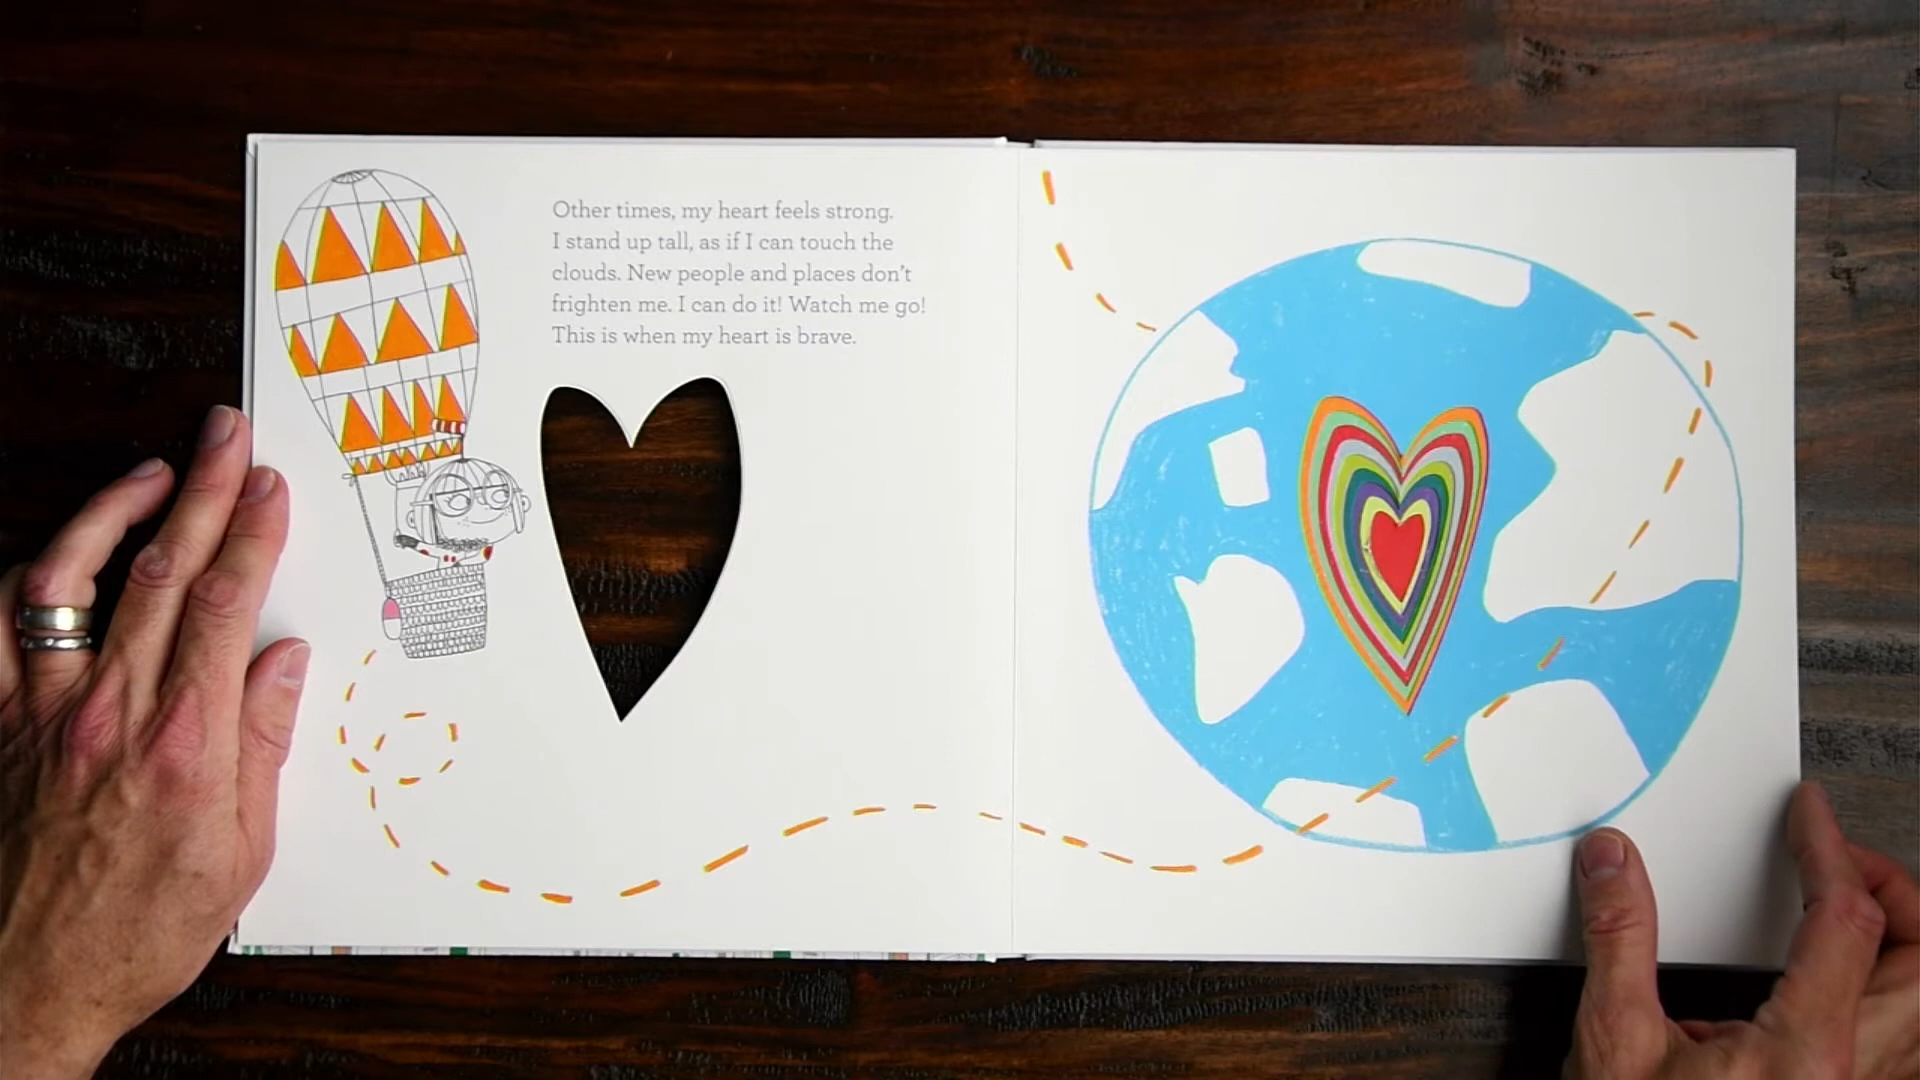 Other times, my heart feels strong.
I stand up tall, as if I can touch the
clouds. New people and places don't
frighten me. I can do it! Watch me go!
This is when my heart is brave.